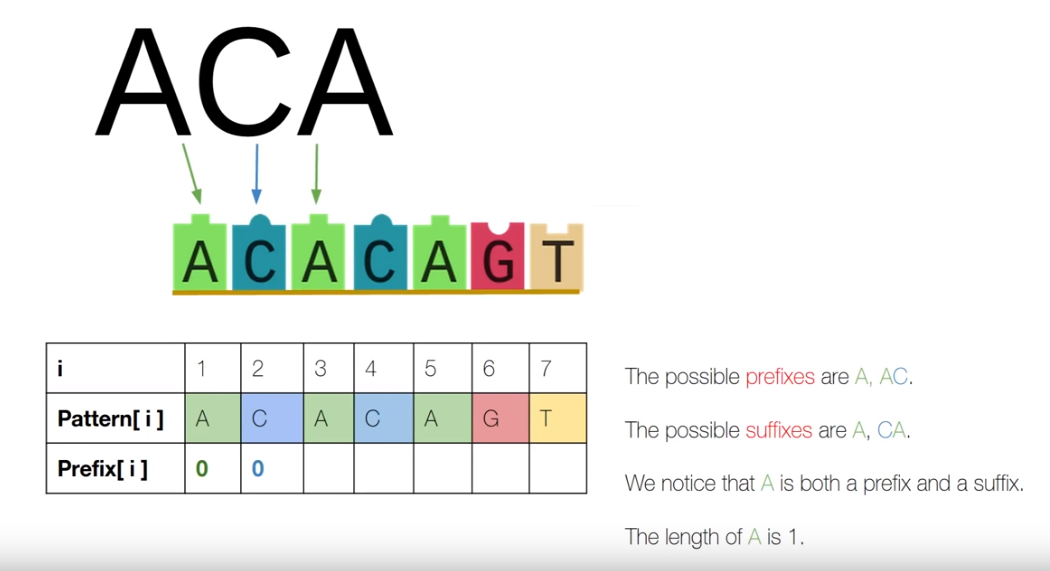 ACA
A C A C A G T
i 1 2 3 4 5 6 7
Pattern[ i ] A C A C A G T
Prefix[ i ] 0 0
The possible prefixes are A, AC.
The possible suffixes are A, CA.
We notice that A is both a prefix and a suffix.
The length of A is 1.